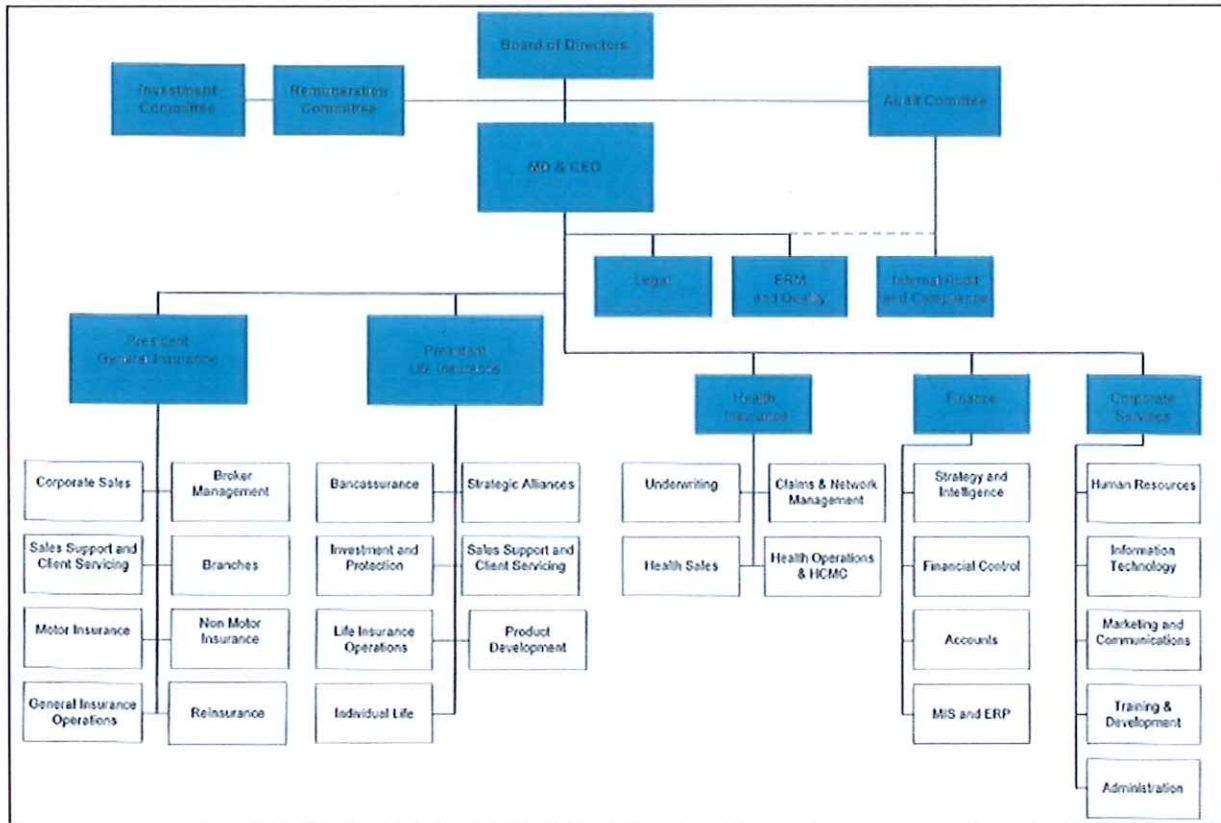 Board of Directors
Investment
Committee
Remuneration
Committee
Audit Comittee
MD & CEO
Legal
ERM
and Quality
Internal Audit
and Compliance
President
General Insurance
President
Life Insurance
Health
Insurance
Finance
Corporate
Services
Corporate Sales
Broker
Management
Bancassurance
Strategic Alliances
Underwriting
Claims & Network
Management
Strategy and
Intelligence
Human Resources
Sales Support and
Client Servicing
Branches
Investment and
Protection
Sales Support and
Client Servicing
Health Sales
Health Operations
& HCMC
Financial Control
Information
Technology
Motor Insurance
Non Motor
Insurance
Life Insurance
Operations
Product
Development
Accounts
Marketing and
Communications
General Insurance
Operations
Reinsurance
Individual Life
MIS and ERP
Training &
Development
Administration